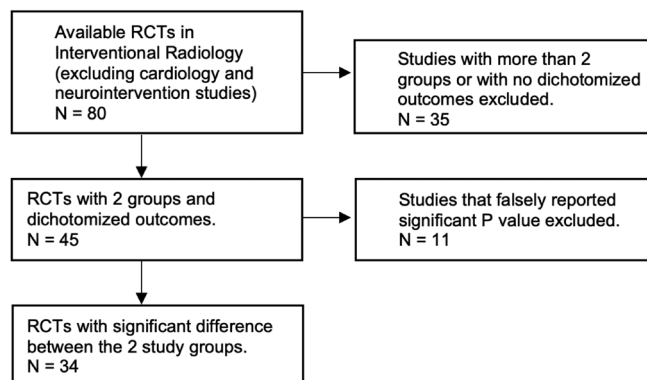 Available RCTs in
Interventional Radiology
(excluding cardiology and
neurointervention studies)
N = 80
Studies with more than 2
groups or with no dichotomized
outcomes excluded.
N = 35
RCTs with 2 groups and
dichotomized outcomes.
N = 45
Studies that falsely reported
significant P value excluded.
N = 11
RCTs with significant difference
between the 2 study groups.
N = 34